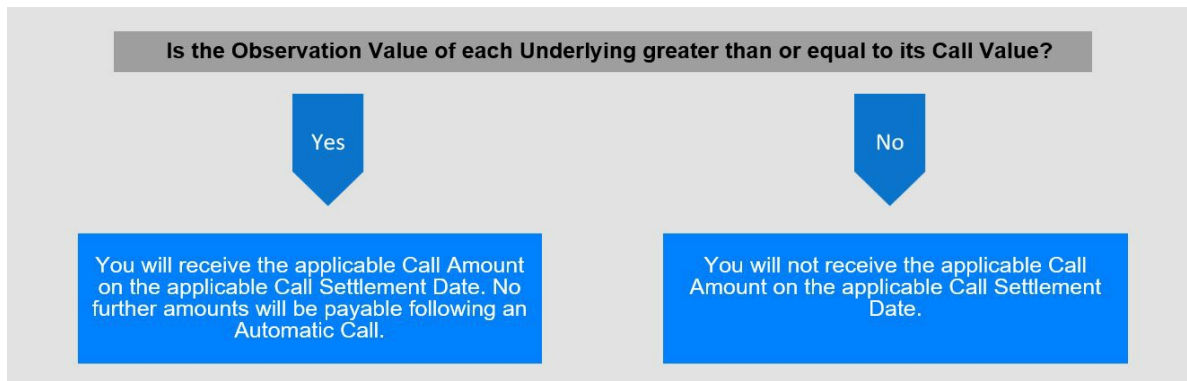 Is the Observation Value of each Underlying greater than or equal to its Call Value?
Yes
No
You will receive the applicable Call Amount
on the applicable Call Settlement Date. No
further amounts will be payable following an
Automatic Call.
You will not receive the applicable Call
Amount on the applicable Call Settlement
Date.